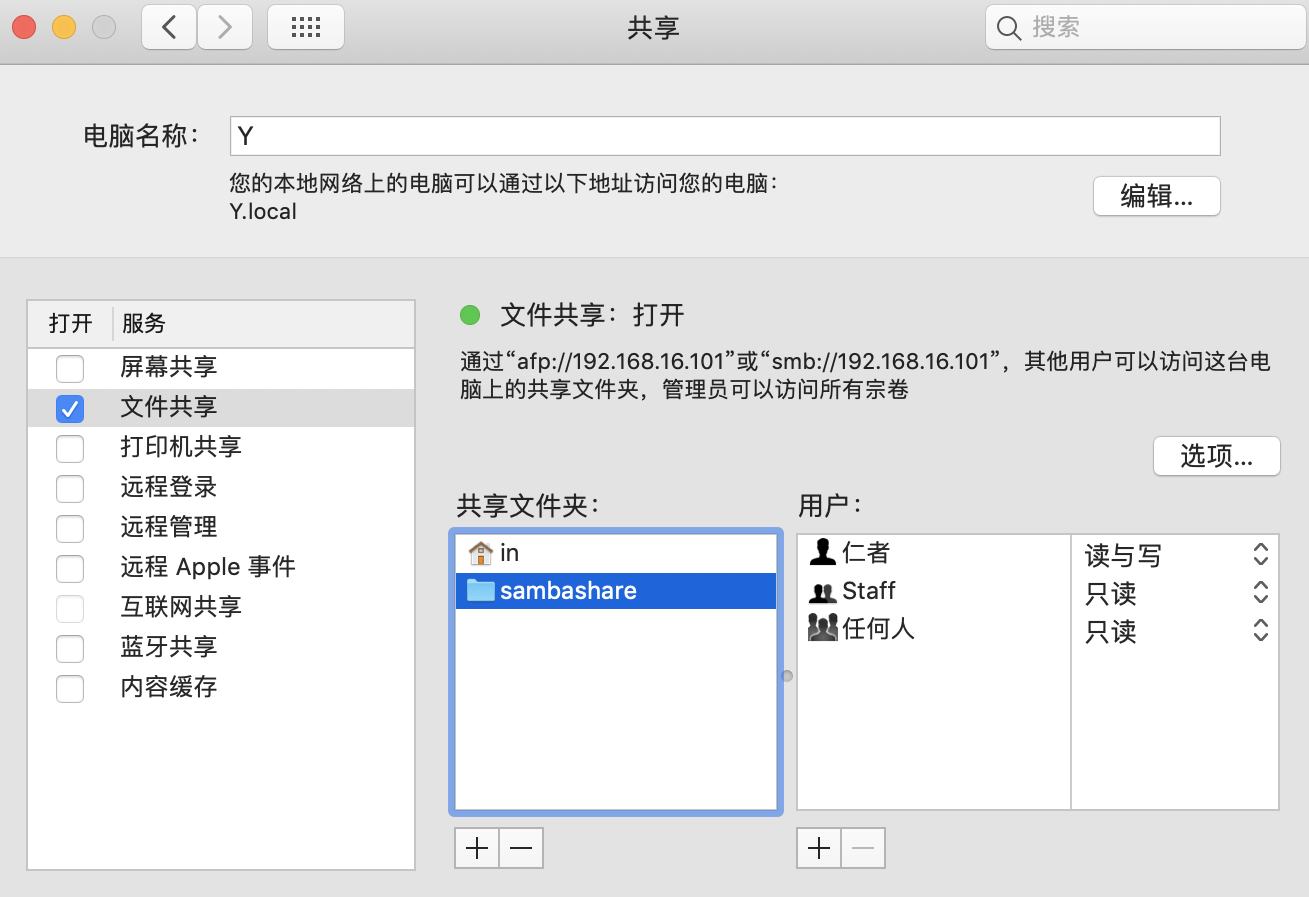 共享
搜索
电脑名称：
Y
您的本地网络上的电脑可以通过以下地址访问您的电脑：
Y.local
编辑...
打开 服务
屏幕共享
文件共享
打印机共享
远程登录
远程管理
远程 Apple 事件
互联网共享
蓝牙共享
内容缓存
文件共享：打开
通过“afp://192.168.16.101”或“smb://192.168.16.101”，其他用户可以访问这台电
脑上的共享文件夹，管理员可以访问所有宗卷
选项...
共享文件夹：
in
sambashare
用户：
仁者 读与写
Staff 只读
任何人 只读